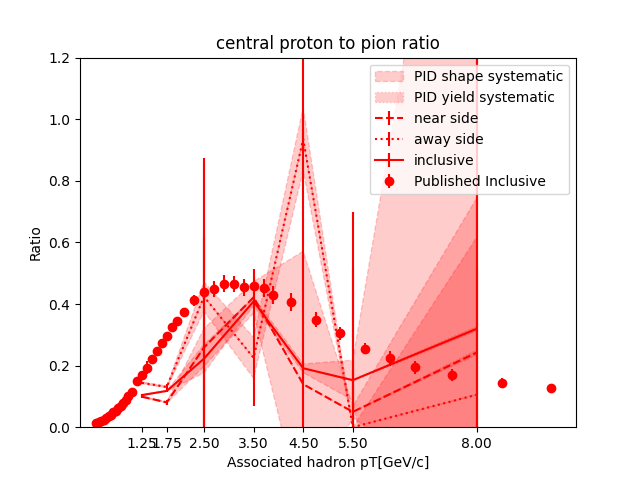 central proton to pion ratio
1.2
1.0
0.8
0.6
0.4
0.2
0.0
Ratio
PID shape systematic
PID yield systematic
near side
away side
inclusive
Published Inclusive
1.25 1.75 2.50 3.50 4.50 5.50 8.00
Associated hadron pT[GeV/c]